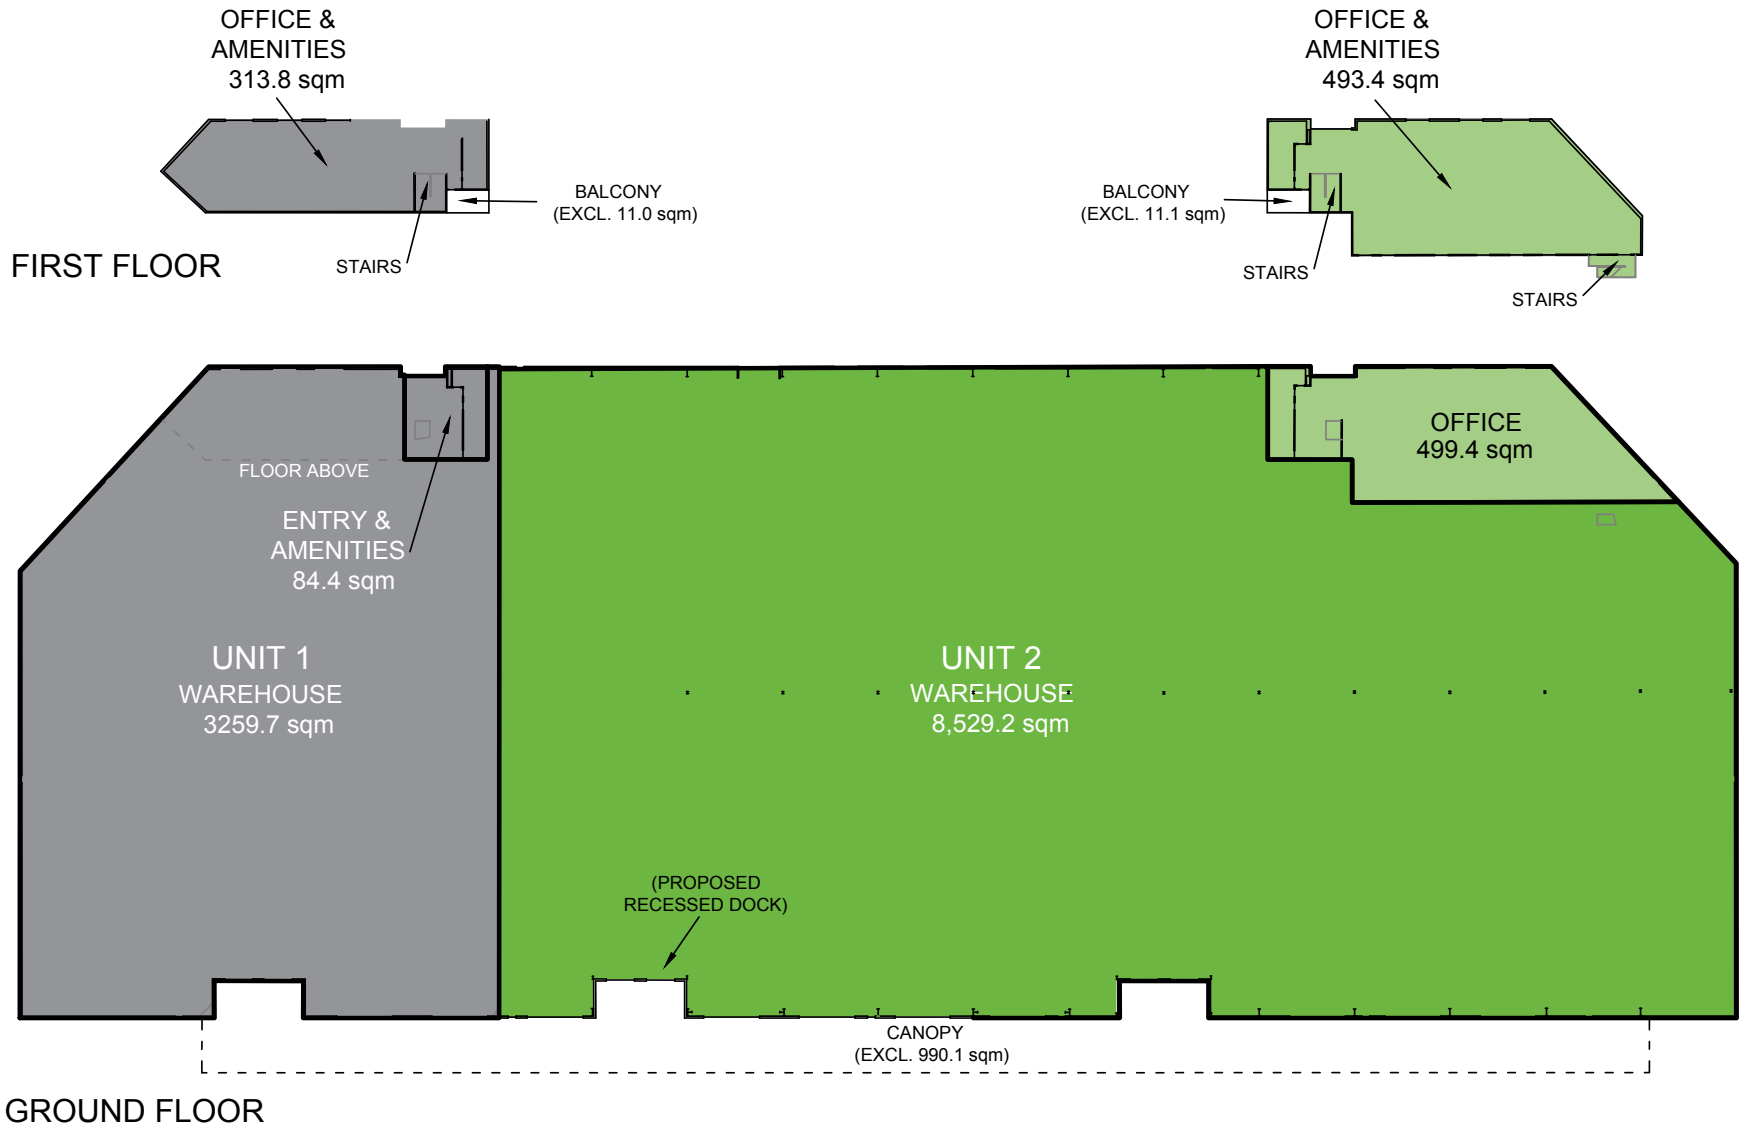 OFFICE &
AMENITIES
313.8 sqm
OFFICE &
AMENITIES
493.4 sqm
BALCONY
(EXCL. 11.0 sqm)
BALCONY
(EXCL. 11.1 sqm)
FIRST FLOOR
STAIRS
STAIRS
STAIRS
OFFICE
499.4 sqm
FLOOR ABOVE
ENTRY &
AMENITIES
84.4 sqm
UNIT 1
WAREHOUSE
3259.7 sqm
UNIT 2
WAREHOUSE
8,529.2 sqm
(PROPOSED
RECESSED DOCK)
CANOPY
(EXCL. 990.1 sqm)
GROUND FLOOR